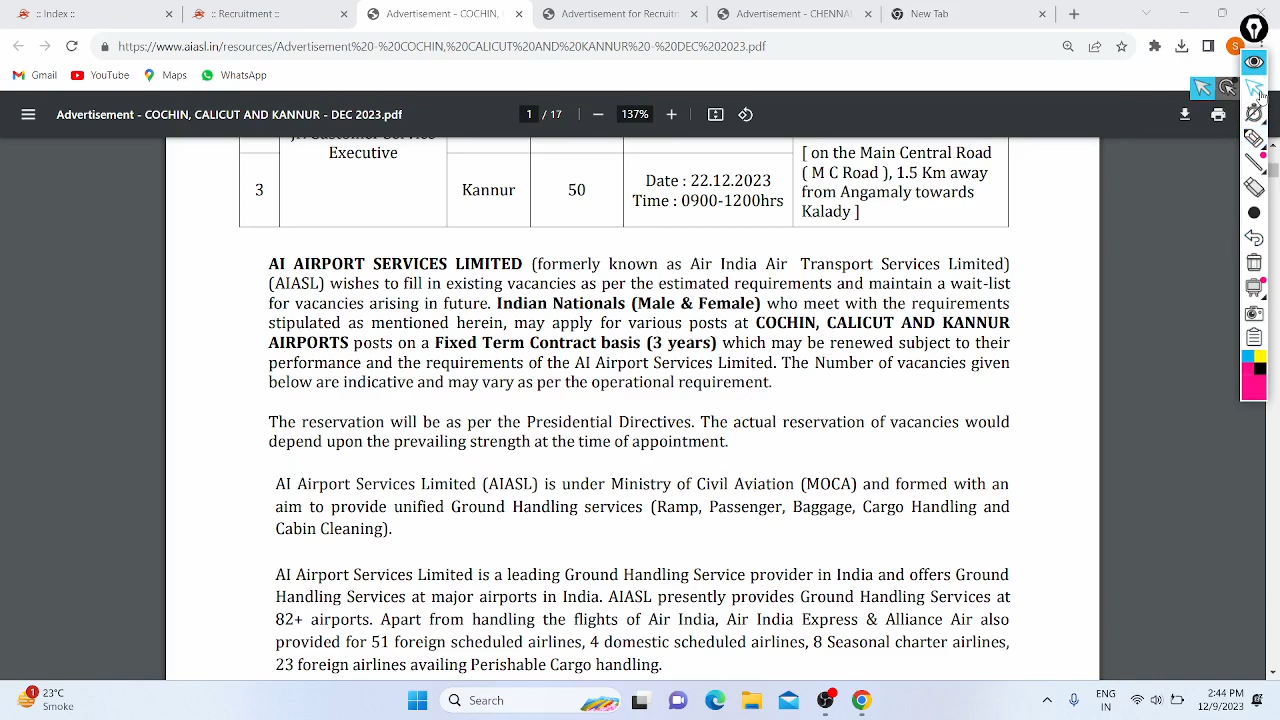 :: Index ::
:: Recruitment ::
Advertisement - COCHIN,
Advertisement for Recruitm
Advertisement - CHENNAI
New Tab
https://www.aiasl.in/resources/Advertisement%20-%20COCHIN,%20CALICUT%20AND%20KANNUR%20-%20DEC%202023.pdf
S
Gmail
YouTube
Maps
WhatsApp
Advertisement - COCHIN, CALICUT AND KANNUR - DEC 2023.pdf
1 / 17
137%
Executive
[ on the Main Central Road
( M C Road ), 1.5 Km away
from Angamaly towards
Kalady ]
3
Kannur
50
Date : 22.12.2023
Time : 0900-1200hrs
AI AIRPORT SERVICES LIMITED (formerly known as Air India Air Transport Services Limited)
(AIASL) wishes to fill in existing vacancies as per the estimated requirements and maintain a wait-list
for vacancies arising in future. Indian Nationals (Male & Female) who meet with the requirements
stipulated as mentioned herein, may apply for various posts at COCHIN, CALICUT AND KANNUR
AIRPORTS posts on a Fixed Term Contract basis (3 years) which may be renewed subject to their
performance and the requirements of the AI Airport Services Limited. The Number of vacancies given
below are indicative and may vary as per the operational requirement.
The reservation will be as per the Presidential Directives. The actual reservation of vacancies would
depend upon the prevailing strength at the time of appointment.
AI Airport Services Limited (AIASL) is under Ministry of Civil Aviation (MOCA) and formed with an
aim to provide unified Ground Handling services (Ramp, Passenger, Baggage, Cargo Handling and
Cabin Cleaning).
AI Airport Services Limited is a leading Ground Handling Service provider in India and offers Ground
Handling Services at major airports in India. AIASL presently provides Ground Handling Services at
82+ airports. Apart from handling the flights of Air India, Air India Express & Alliance Air also
provided for 51 foreign scheduled airlines, 4 domestic scheduled airlines, 8 Seasonal charter airlines,
23 foreign airlines availing Perishable Cargo handling.
1
23°C
Smoke
Search
ENG
IN
2:44 PM
12/9/2023